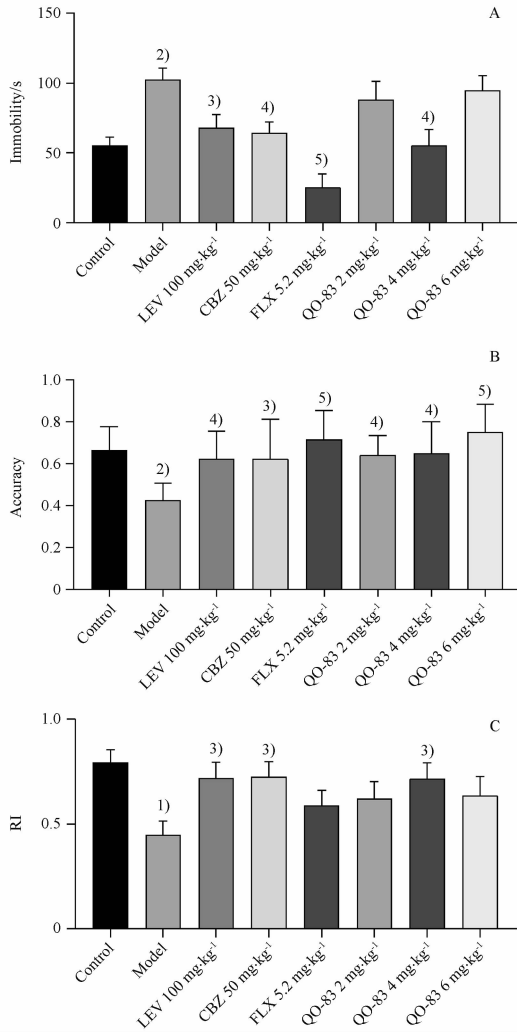 A
150
100
50
0
Immobility/s
2)
3)
4)
5)
4)
Control
Model
LEV 100 mg·kg⁻¹
CBZ 50 mg·kg⁻¹
FLX 5.2 mg·kg⁻¹
QO-83 2 mg·kg⁻¹
QO-83 4 mg·kg⁻¹
QO-83 6 mg·kg⁻¹
B
1.0
0.8
0.6
0.4
0.2
0
Accuracy
2)
4)
3)
5)
4)
4)
5)
Control
Model
LEV 100 mg·kg⁻¹
CBZ 50 mg·kg⁻¹
FLX 5.2 mg·kg⁻¹
QO-83 2 mg·kg⁻¹
QO-83 4 mg·kg⁻¹
QO-83 6 mg·kg⁻¹
C
1.0
0.5
0
RI
1)
3)
3)
3)
Control
Model
LEV 100 mg·kg⁻¹
CBZ 50 mg·kg⁻¹
FLX 5.2 mg·kg⁻¹
QO-83 2 mg·kg⁻¹
QO-83 4 mg·kg⁻¹
QO-83 6 mg·kg⁻¹